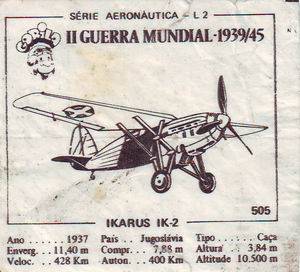 SÉRIE AERONÁUTICA - L 2
II GUERRA MUNDIAL-1939/45
505
IKARUS IK-2
Ano ...... 1937 País .. Jugoslávia Tipo ....... Caça
Enverg... 11,40 m Compr... 7,88 m Altura .... 3,84 m
Veloc. .. 428 Km Auton... 400 Km Altitude 10.500 m